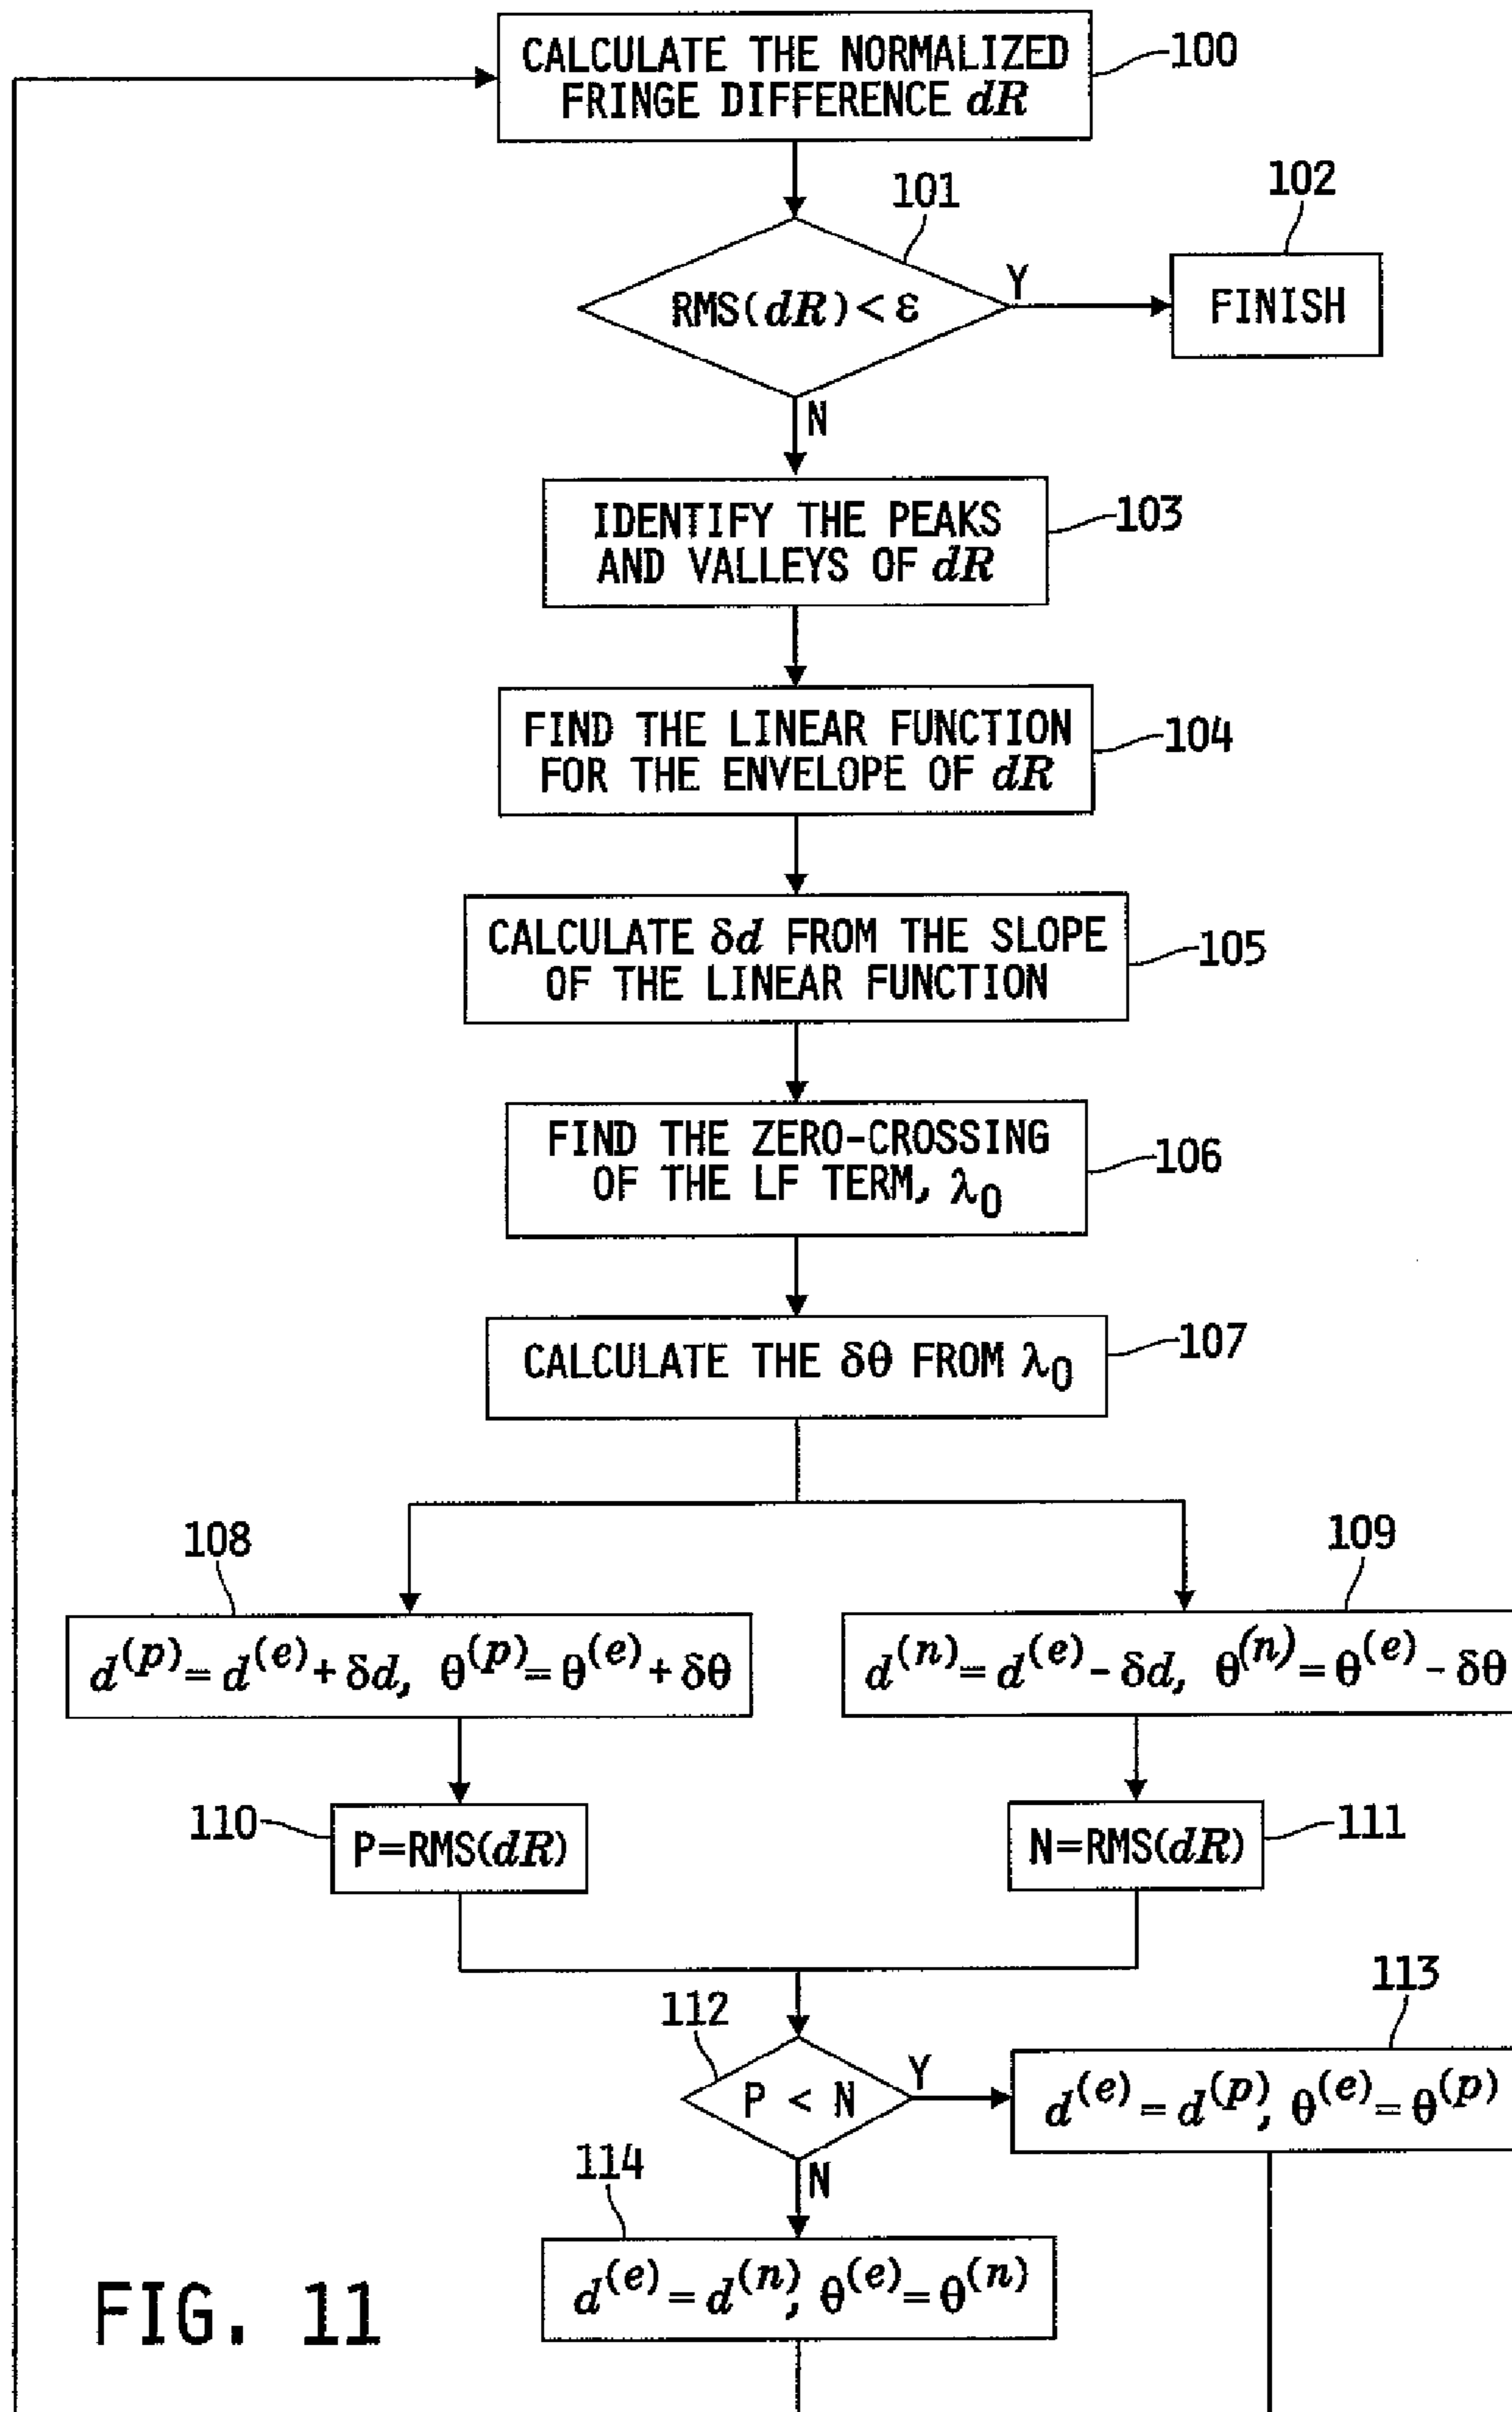 CALCULATE THE NORMALIZED
FRINGE DIFFERENCE dR
100
101
102
RMS(dR) < ε
Y
FINISH
N
IDENTIFY THE PEAKS
AND VALLEYS OF dR
103
FIND THE LINEAR FUNCTION
FOR THE ENVELOPE OF dR
104
CALCULATE δd FROM THE SLOPE
OF THE LINEAR FUNCTION
105
FIND THE ZERO-CROSSING
OF THE LF TERM, λ₀
106
CALCULATE THE δθ FROM λ₀
107
108
109
d⁽ᵖ⁾ = d⁽ᵉ⁾ + δd, θ⁽ᵖ⁾ = θ⁽ᵉ⁾ + δθ
d⁽ⁿ⁾ = d⁽ᵉ⁾ - δd, θ⁽ⁿ⁾ = θ⁽ᵉ⁾ - δθ
110
P=RMS(dR)
N=RMS(dR)
111
112
113
P < N
Y
d⁽ᵉ⁾ = d⁽ᵖ⁾, θ⁽ᵉ⁾ = θ⁽ᵖ⁾
N
114
d⁽ᵉ⁾ = d⁽ⁿ⁾, θ⁽ᵉ⁾ = θ⁽ⁿ⁾
FIG. 11